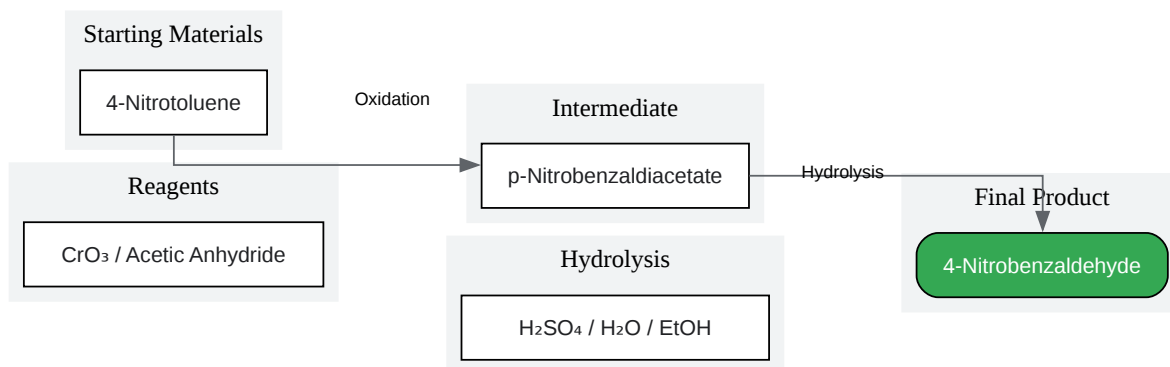 Starting Materials
4-Nitrotoluene
Oxidation
Reagents
CrO₃ / Acetic Anhydride
Intermediate
p-Nitrobenzaldiacetate
Hydrolysis
Hydrolysis
H₂SO₄ / H₂O / EtOH
Final Product
4-Nitrobenzaldehyde